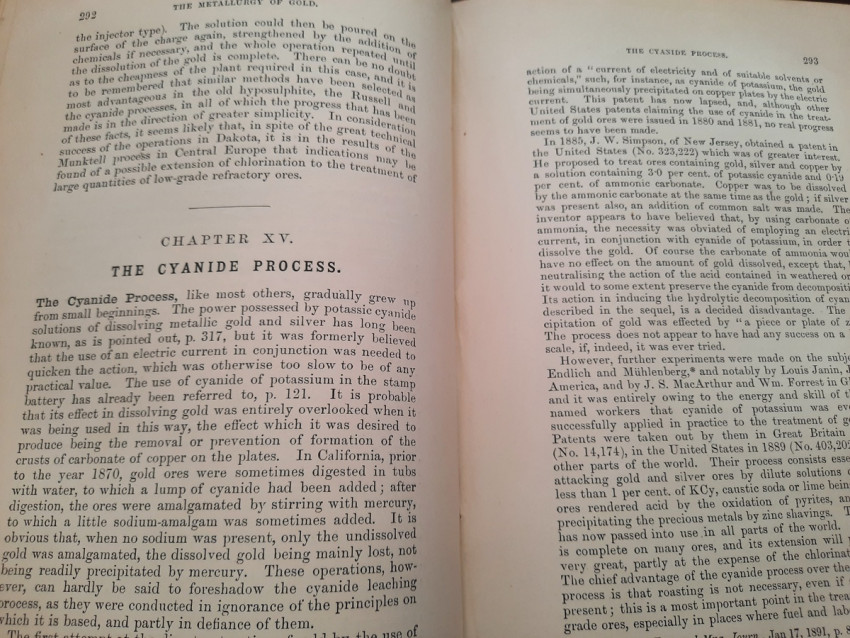 292
THE METALLURGY OF GOLD.
the injector type). The solution could then be poured on the
surface of the charge again, strengthened by the addition of
chemicals if necessary, and the whole operation repeated until
the dissolution of the gold is complete. There can be no doubt
as to the cheapness of the plant required in this case, and it is
to be remembered that similar methods have been selected as
most advantageous in the old hyposulphite, the Russell and
the cyanide processes, in all of which the progress that has been
made is in the direction of greater simplicity. In consideration
of these facts, it seems likely that, in spite of the great technical
success of the operations in Dakota, it is in the results of the
Munktell process in Central Europe that indications may be
found of a possible extension of chlorination to the treatment of
large quantities of low-grade refractory ores.
CHAPTER XV.
THE CYANIDE PROCESS.
The Cyanide Process, like most others, gradually grew up
from small beginnings. The power possessed by potassic cyanide
solutions of dissolving metallic gold and silver has long been
known, as is pointed out, p. 317, but it was formerly believed
that the use of an electric current in conjunction was needed to
quicken the action, which was otherwise too slow to be of any
practical value. The use of cyanide of potassium in the stamp
battery has already been referred to, p. 121. It is probable
that its effect in dissolving gold was entirely overlooked when it
was being used in this way, the effect which it was desired to
produce being the removal or prevention of formation of the
crusts of carbonate of copper on the plates. In California, prior
to the year 1870, gold ores were sometimes digested in tubs
with water, to which a lump of cyanide had been added; after
digestion, the ores were amalgamated by stirring with mercury,
to which a little sodium-amalgam was sometimes added. It is
obvious that, when no sodium was present, only the undissolved
gold was amalgamated, the dissolved gold being mainly lost, not
being readily precipitated by mercury. These operations, how-
ever, can hardly be said to foreshadow the cyanide leaching
process, as they were conducted in ignorance of the principles on
which it is based, and partly in defiance of them.
The first attempt by the use of
THE CYANIDE PROCESS.
293
action of a "current of electricity and of suitable solvents or
chemicals," such, for instance, as cyanide of potassium, the gold
being simultaneously precipitated on copper plates by the electric
current. This patent has now lapsed, and, although other
United States patents claiming the use of cyanide in the treat-
ment of gold ores were issued in 1880 and 1881, no real progress
seems to have been made.
In 1885, J. W. Simpson, of New Jersey, obtained a patent in
the United States (No. 323,222) which was of greater interest.
He proposed to treat ores containing gold, silver and copper by
a solution containing 3·0 per cent. of potassic cyanide and 0·19
per cent. of ammonic carbonate. Copper was to be dissolved
by the ammonic carbonate at the same time as the gold; if silver
was present also, an addition of common salt was made. The
inventor appears to have believed that, by using carbonate o
ammonia, the necessity was obviated of employing an electri
current, in conjunction with cyanide of potassium, in order t
dissolve the gold. Of course the carbonate of ammonia wou
have no effect on the amount of gold dissolved, except that, b
neutralising the action of the acid contained in weathered or
it would to some extent preserve the cyanide from decompositi
Its action in inducing the hydrolytic decomposition of cyan
described in the sequel, is a decided disadvantage. The
cipitation of gold was effected by "a piece or plate of z
The process does not appear to have had any success on a
scale, if, indeed, it was ever tried.
However, further experiments were made on the subje
Endlich and Mühlenberg,* and notably by Louis Janin, J
America, and by J. S. MacArthur and Wm. Forrest in G
and it was entirely owing to the energy and skill of t
named workers that cyanide of potassium was eve
successfully applied in practice to the treatment of g
Patents were taken out by them in Great Britain
(No. 14,174), in the United States in 1889 (No. 403,202
other parts of the world. Their process consists esse
attacking gold and silver ores by dilute solutions o
less than 1 per cent. of KCy, caustic soda or lime bein
ores rendered acid by the oxidation of pyrites, an
precipitating the precious metals by zinc shavings. T
has now passed into use in all parts of the world.
is complete on many ores, and its extension will
very great, partly at the expense of the chlorinat
The chief advantage of the cyanide process over the
process is that roasting is not necessary, even if
present; this is a most important point in the trea
grade ores, especially in places where fuel and lab
Jan 17, 1891, p. 8